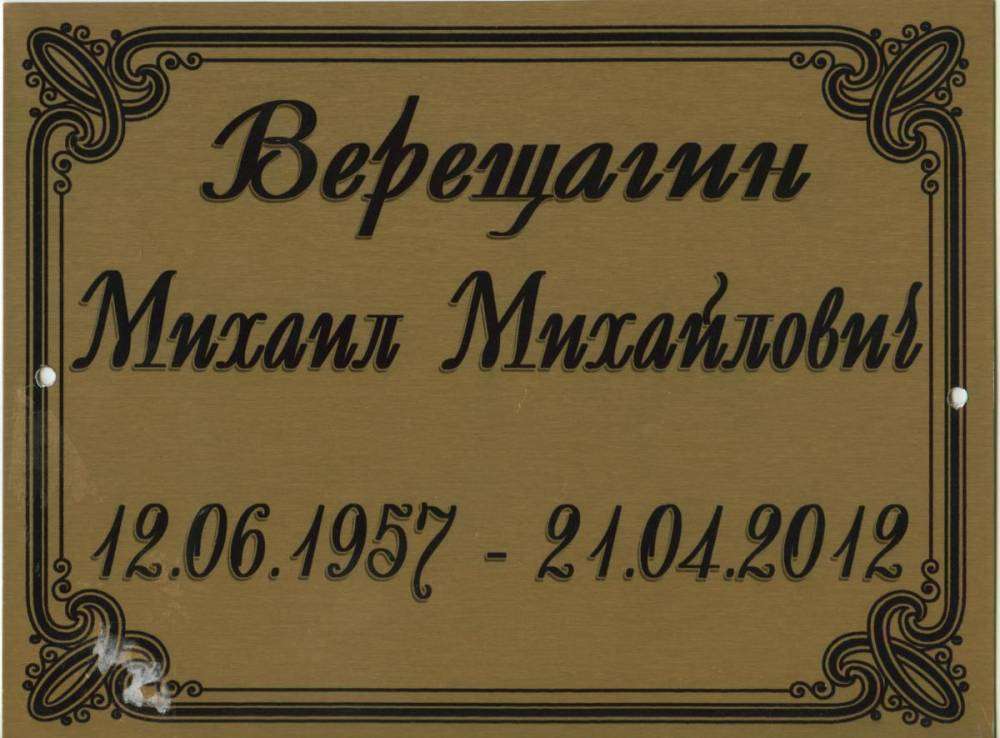 Верещагин
Михаил Михайлович
12.06.1957 - 21.04.2012